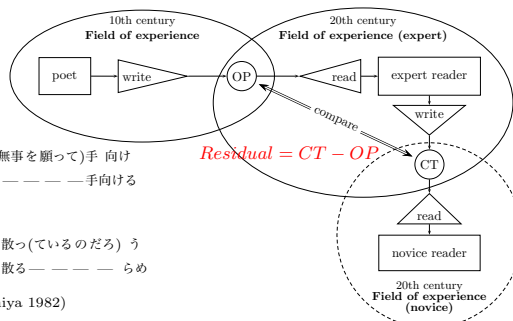 10th century
Field of experience
20th century
Field of experience (expert)
poet
write
OP
read
expert reader
write
compare
無事を願って)手 向け
— — — —手向ける
Residual = CT − OP
CT
read
novice reader
散っ(ているのだろ) う
散る— — — — らめ
20th century
Field of experience
(novice)
iya 1982)